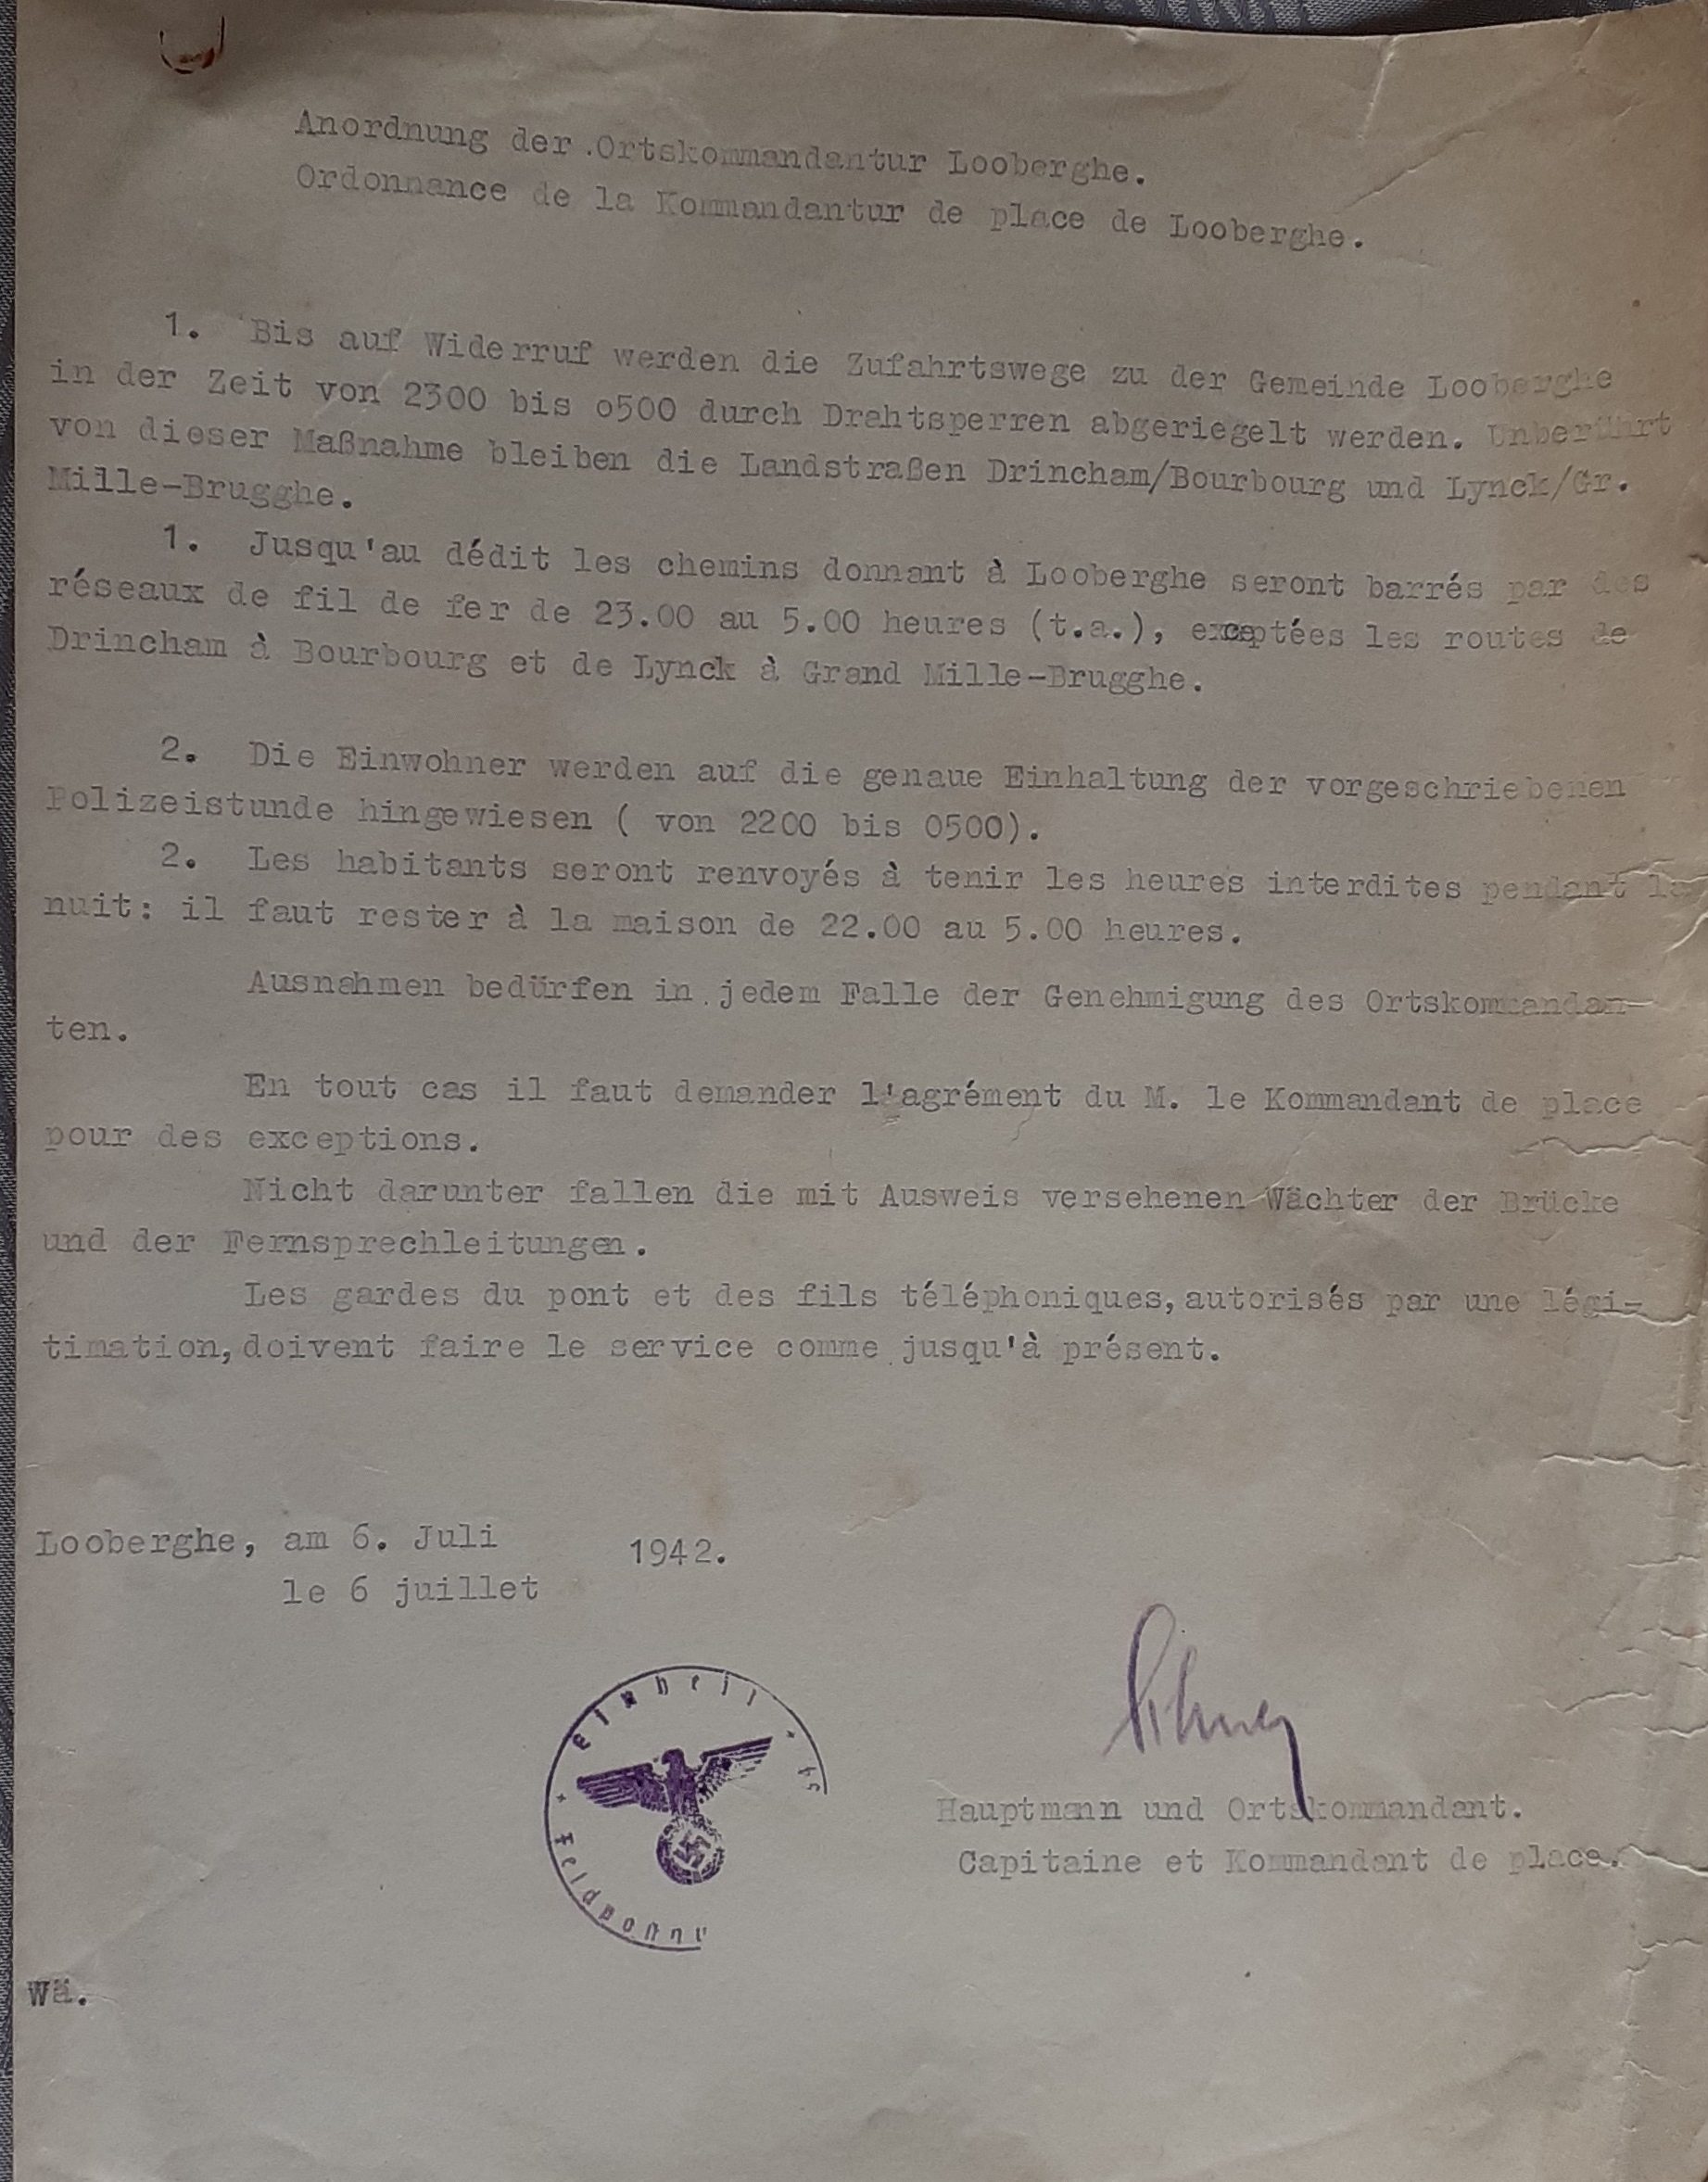 Anordnung der Ortskommandantur Looberghe.
Ordonnance de la Kommandantur de place de Looberghe.
1. Bis auf Widerruf werden die Zufahrtswege zu der Gemeinde Looberghe
in der Zeit von 2300 bis o500 durch Drahtsperren abgeriegelt werden. Unberührt
von dieser Maßnahme bleiben die Landstraßen Drincham/Bourbourg und Lynck/Gr.
Mille-Brugghe.
1. Jusqu'au dédit les chemins donnant à Looberghe seront barrés par des
réseaux de fil de fer de 23.00 au 5.00 heures (t.a.), exceptées les routes de
Drincham à Bourbourg et de Lynck à Grand Mille-Brugghe.
2. Die Einwohner werden auf die genaue Einhaltung der vorgeschriebenen
Polizeistunde hingewiesen ( von 2200 bis 0500).
2. Les habitants seront renvoyés à tenir les heures interdites pendant la
nuit: il faut rester à la maison de 22.00 au 5.00 heures.
Ausnahmen bedürfen in jedem Falle der Genehmigung des Ortskommandan-
ten.
En tout cas il faut demander l'agrément du M. le Kommandant de place
pour des exceptions.
Nicht darunter fallen die mit Ausweis versehenen Wächter der Brücke
und der Fernsprechleitungen.
Les gardes du pont et des fils téléphoniques, autorisés par une légi-
timation, doivent faire le service comme jusqu'à présent.
Looberghe, am 6. Juli 1942.
le 6 juillet
Einheit
Feldpostnu
Hauptmann und Ortskommandant.
Capitaine et Kommandant de place.
Wä.